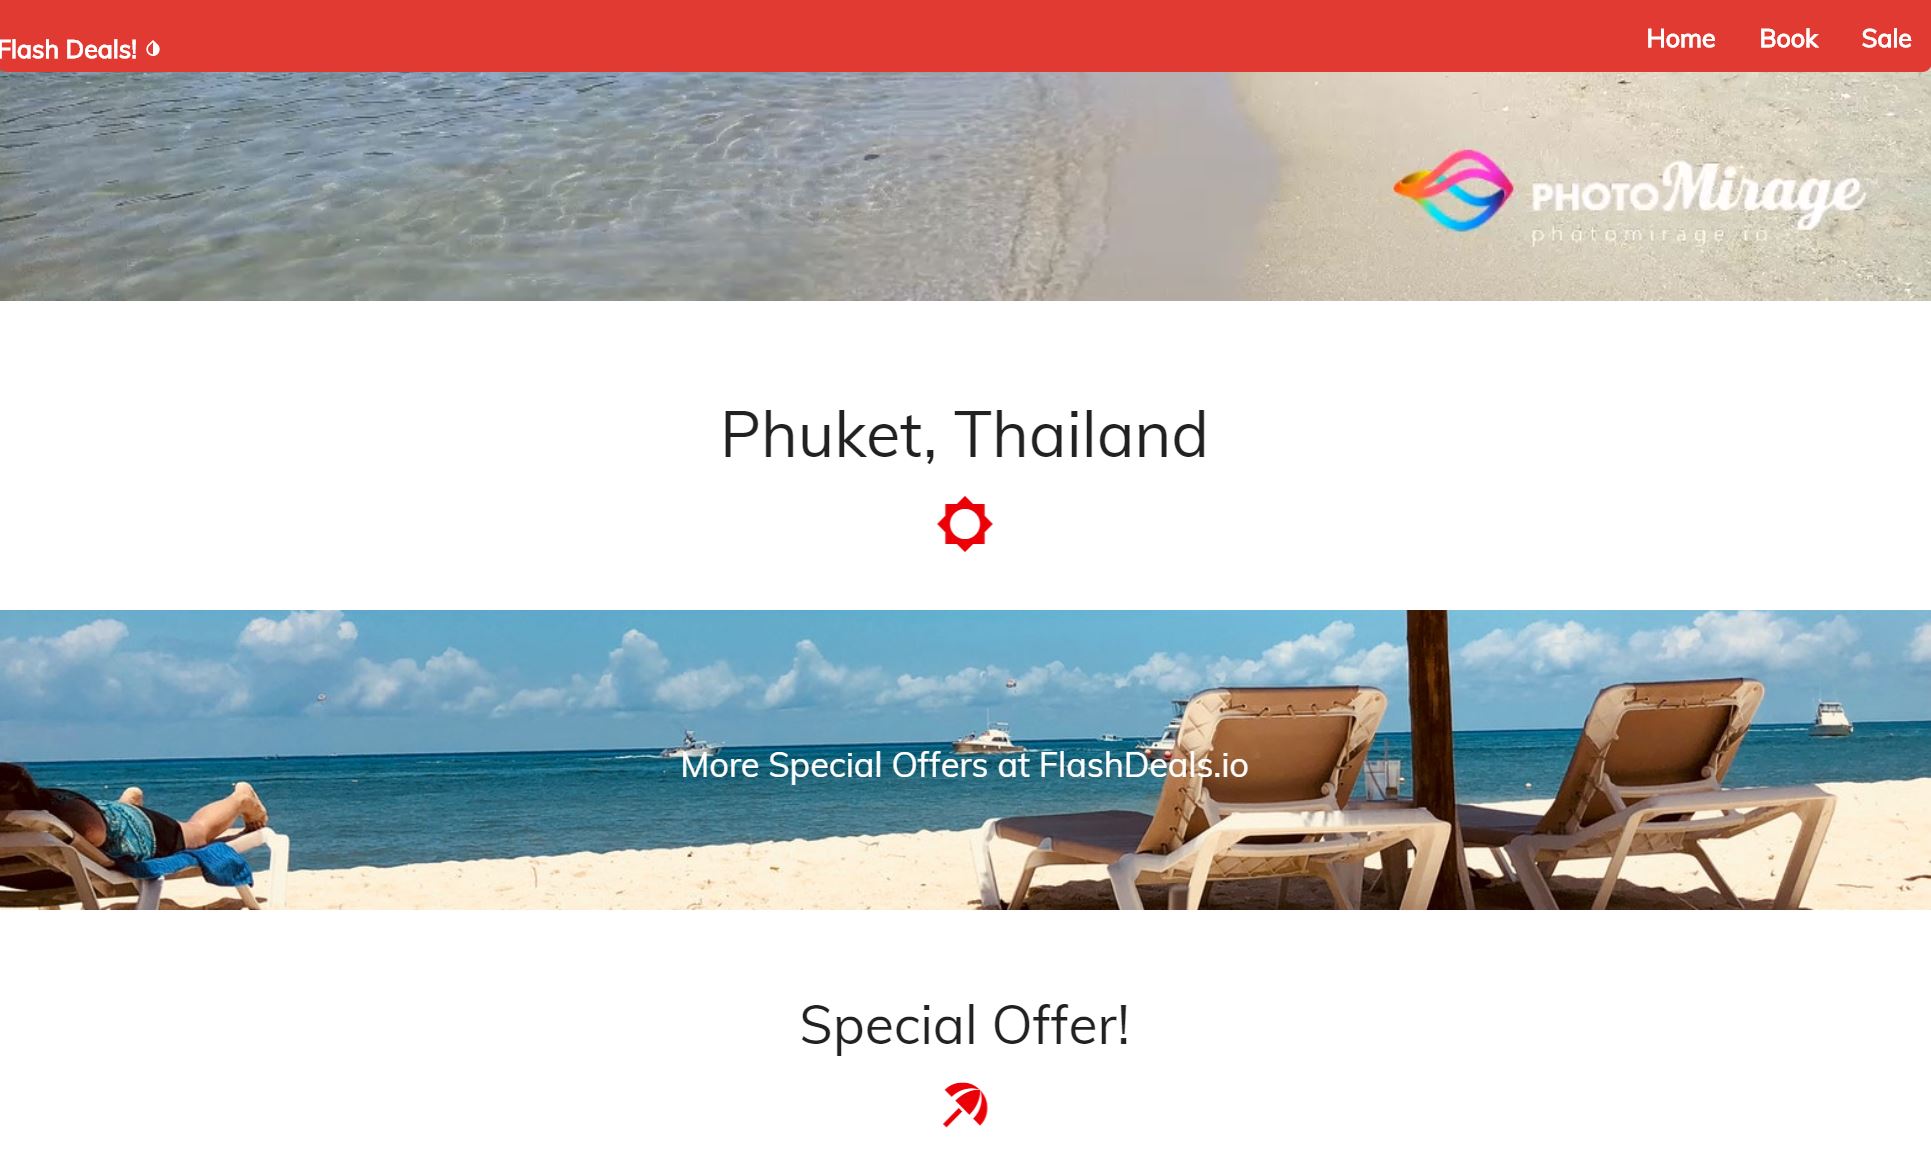 Flash Deals!
Home Book Sale
PHOTO Mirage
photomirage.io
Phuket, Thailand
More Special Offers at FlashDeals.io
Special Offer!